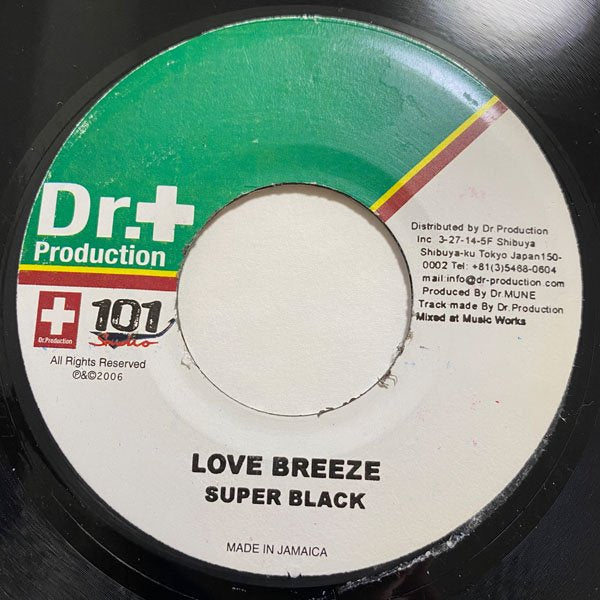 Dr.+
Production
Distributed by Dr.Production
Inc 3-27-14-5F Shibuya
Shibuya-ku Tokyo Japan150-
0002 Tel: +81(3)5468-0604
mail:info@dr-production.com
Produced By Dr.MUNE
Track made By Dr.Production
Mixed at Music Works
Dr.Production
101
Studio
All Rights Reserved
℗&©2006
LOVE BREEZE
SUPER BLACK
MADE IN JAMAICA